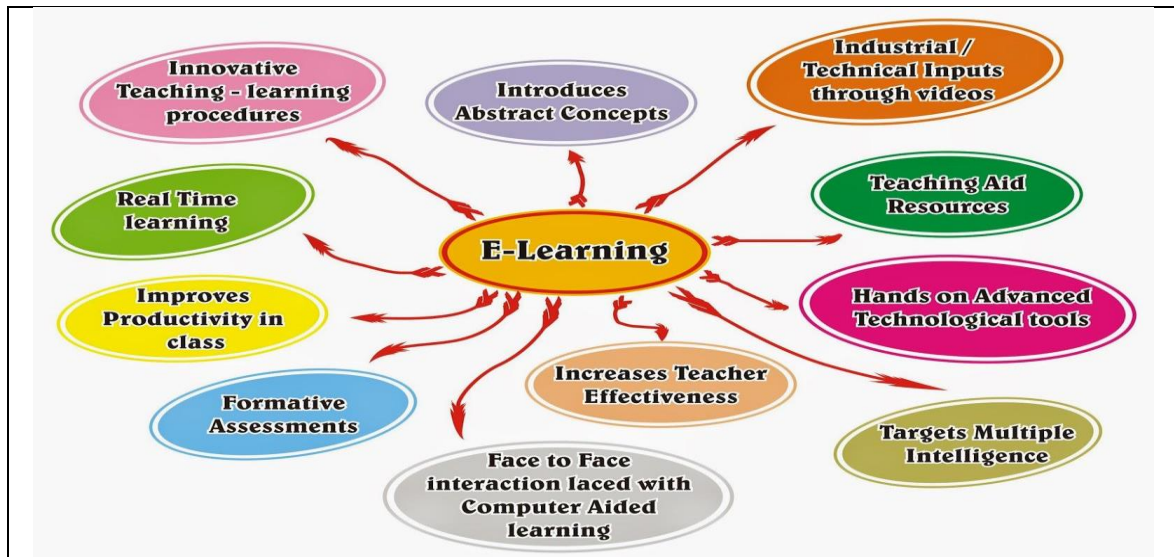 Innovative
Teaching - learning
procedures
Introduces
Abstract Concepts
Industrial /
Technical Inputs
through videos
Real Time
learning
Teaching Aid
Resources
E-Learning
Improves
Productivity in
class
Hands on Advanced
Technological tools
Formative
Assessments
Increases Teacher
Effectiveness
Targets Multiple
Intelligence
Face to Face
interaction laced with
Computer Aided
learning